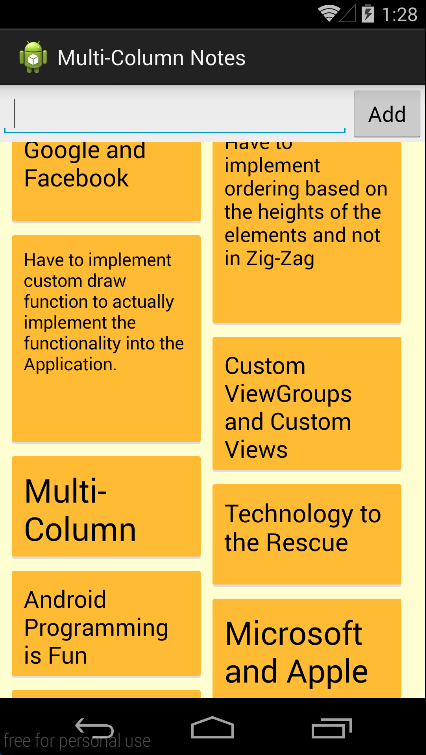 1:28
Multi-Column Notes
Add
Google and
Facebook
Have to implement
custom draw
function to actually
implement the
functionality into the
Application.
Multi-
Column
Android
Programming
is Fun
Have to
implement
ordering based on
the heights of the
elements and not
in Zig-Zag
Custom
ViewGroups
and Custom
Views
Technology to
the Rescue
Microsoft
and Apple
free for personal use